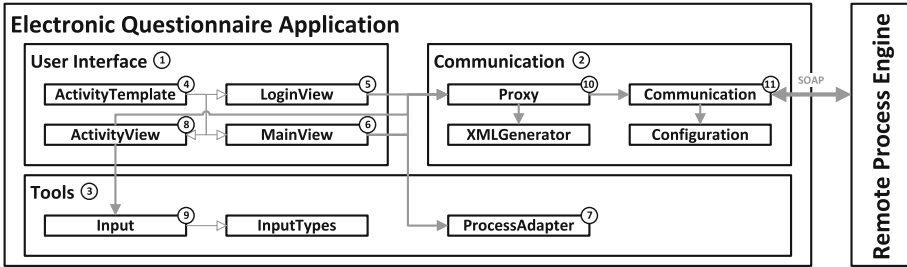 Electronic Questionnaire Application
User Interface 1
ActivityTemplate 4
LoginView 5
ActivityView 8
MainView 6
Communication 2
Proxy 10
Communication 11
XMLGenerator
Configuration
Tools 3
Input 9
InputTypes
ProcessAdapter 7
SOAP
Remote Process Engine